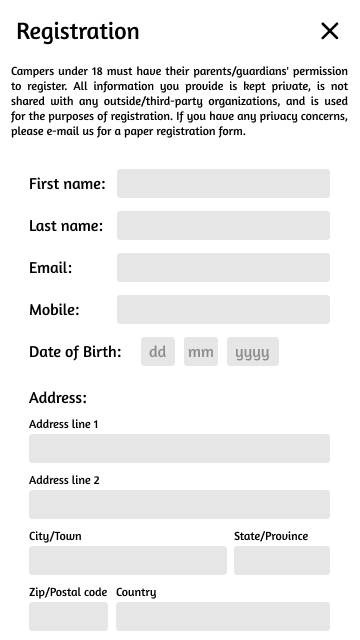 Registration
Campers under 18 must have their parents/guardians' permission
to register. All information you provide is kept private, is not
shared with any outside/third-party organizations, and is used
for the purposes of registration. If you have any privacy concerns,
please e-mail us for a paper registration form.
First name:
Last name:
Email:
Mobile:
Date of Birth: dd mm yyyy
Address:
Address line 1
Address line 2
City/Town State/Province
Zip/Postal code Country